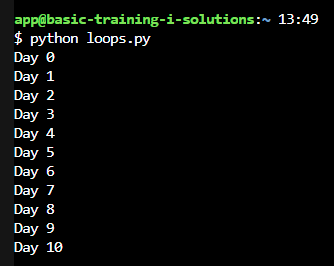 app@basic-training-i-solutions:~ 13:49
$ python loops.py
Day 0
Day 1
Day 2
Day 3
Day 4
Day 5
Day 6
Day 7
Day 8
Day 9
Day 10